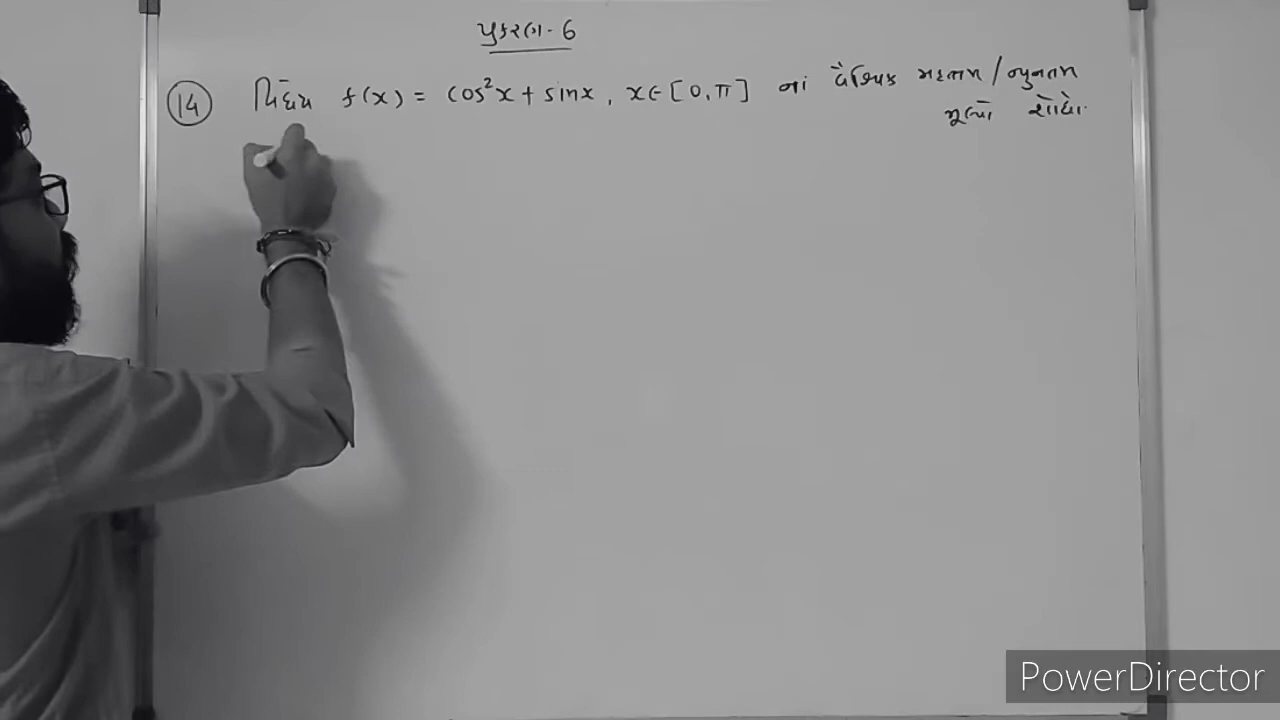 પ્રકરણ - 6
14 વિધેય f(x) = cos²x + sinx, x∈[0,π] નાં વૈશ્વિક મહત્તમ / ન્યુનતમ
મૂલ્યો શોધો.
PowerDirector